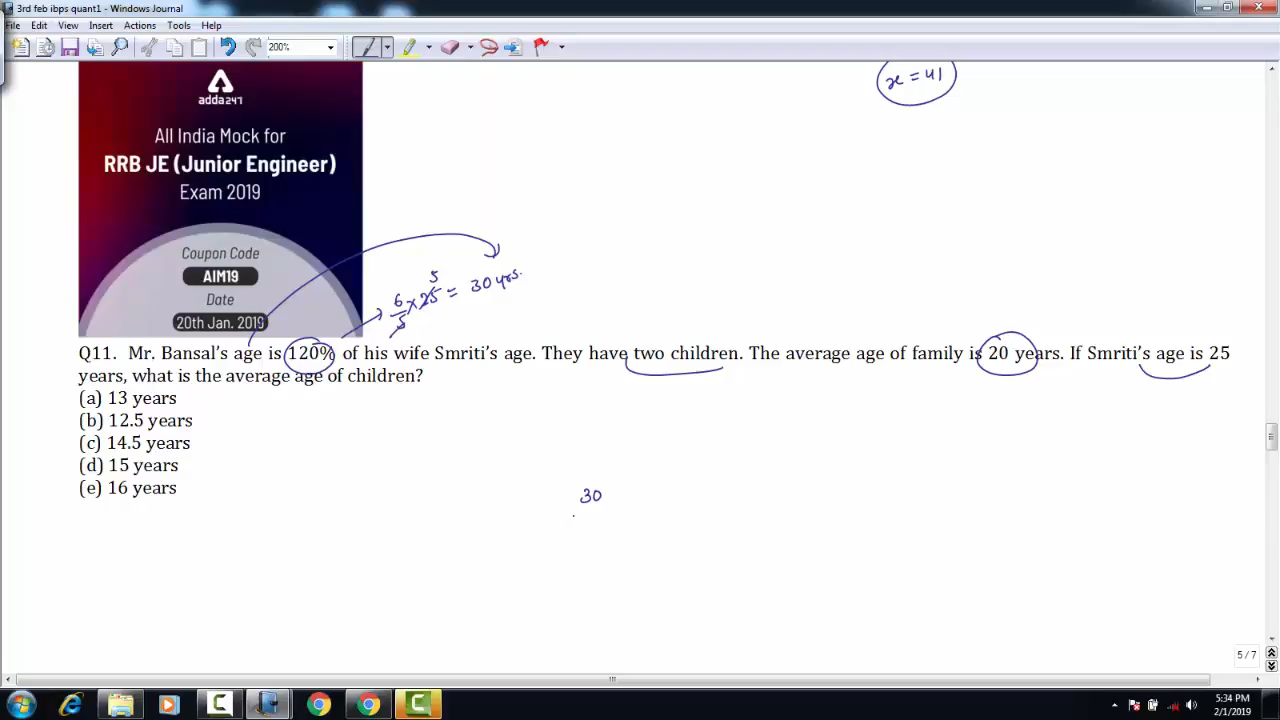 3rd feb ibps quant1 - Windows Journal
File Edit View Insert Actions Tools Help
200%
x = 41
adda247
All India Mock for
RRB JE (Junior Engineer)
Exam 2019
Coupon Code
AIM19
Date
20th Jan. 2019
6/5 × 25 = 30 yrs.
5
Q11. Mr. Bansal's age is 120% of his wife Smriti's age. They have two children. The average age of family is 20 years. If Smriti's age is 25
years, what is the average age of children?
(a) 13 years
(b) 12.5 years
(c) 14.5 years
(d) 15 years
(e) 16 years
30
5 / 7
5:34 PM
2/1/2019